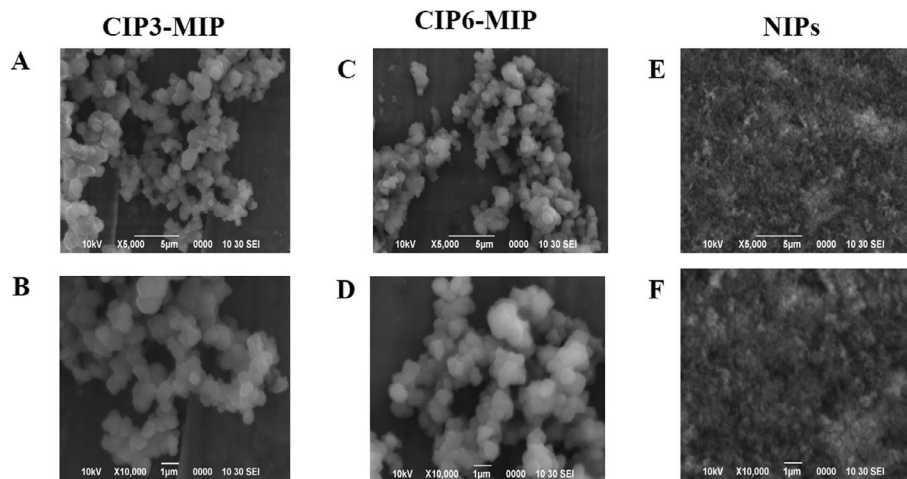 CIP3-MIP
CIP6-MIP
NIPs
A
C
E
10kV X5,000 5µm 0000 10 30 SEI
10kV X5,000 5µm 0000 10 30 SEI
10kV X5,000 5µm 0000 10 30 SEI
B
D
F
10kV X10,000 1µm 0000 10 30 SEI
10kV X10,000 1µm 0000 10 30 SEI
10kV X10,000 1µm 0000 10 30 SEI